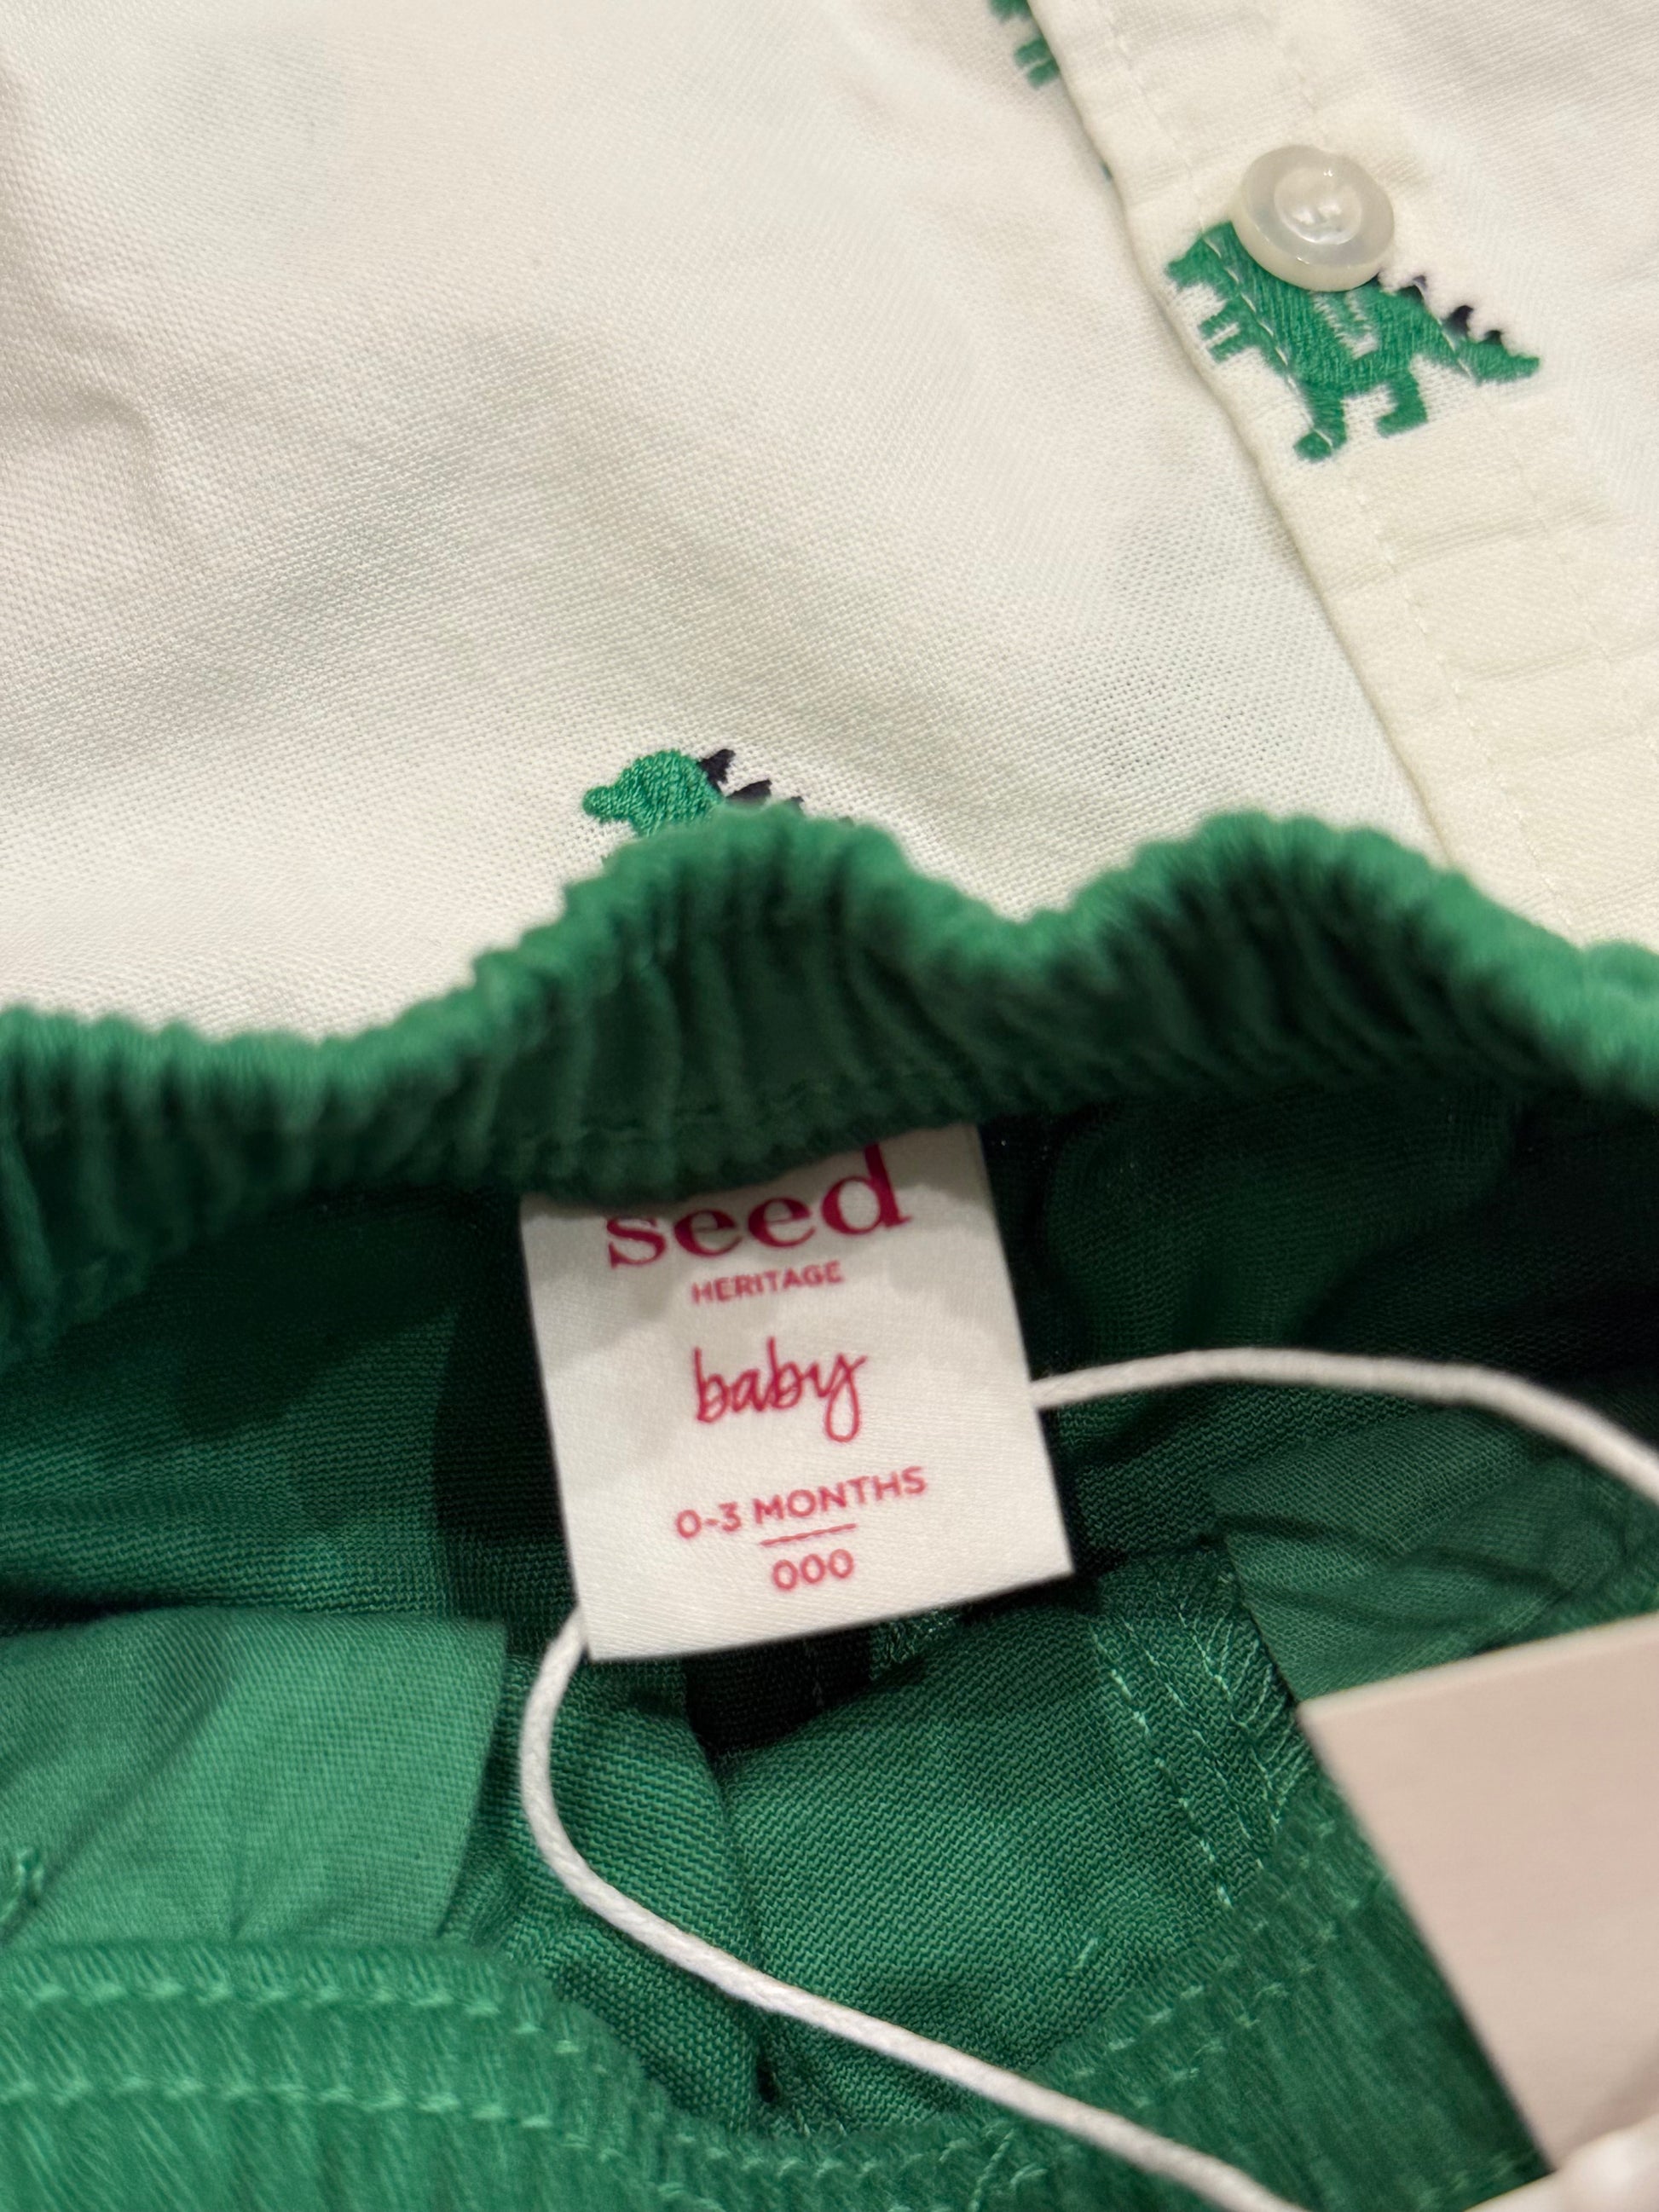 seed
HERITAGE
baby
0-3 MONTHS
000